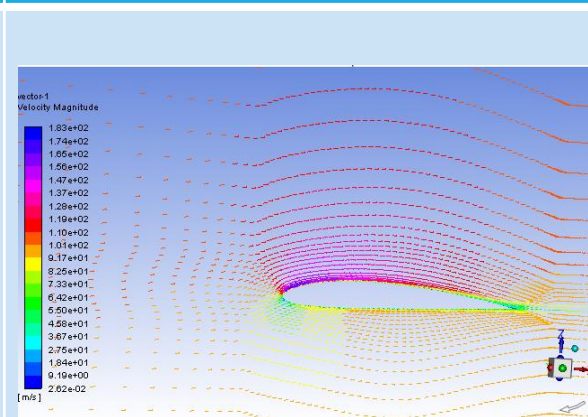 vector-1
Velocity Magnitude
1.83e+02
1.74e+02
1.65e+02
1.56e+02
1.47e+02
1.37e+02
1.28e+02
1.19e+02
1.10e+02
1.01e+02
9.17e+01
8.25e+01
7.33e+01
6.42e+01
5.50e+01
4.58e+01
3.67e+01
2.75e+01
1.84e+01
9.19e+00
2.62e-02
[m/s]
Z